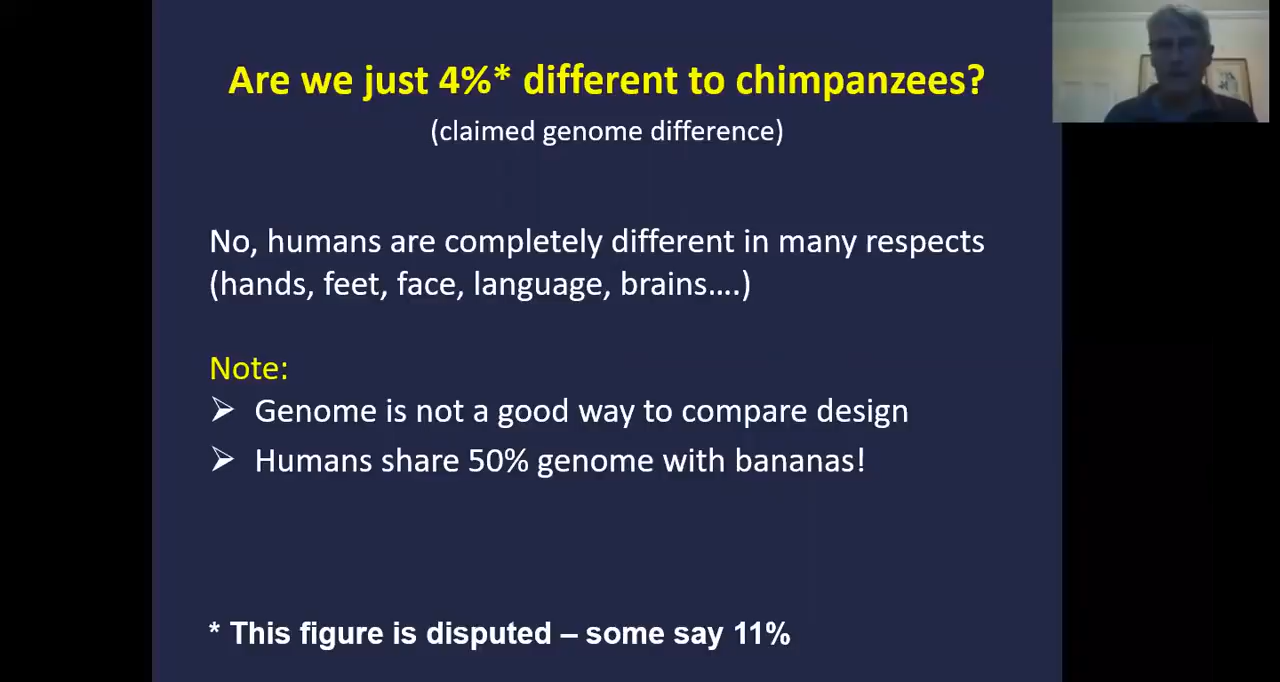 Are we just 4%* different to chimpanzees?
(claimed genome difference)
No, humans are completely different in many respects
(hands, feet, face, language, brains….)
Note:
➢ Genome is not a good way to compare design
➢ Humans share 50% genome with bananas!
* This figure is disputed – some say 11%